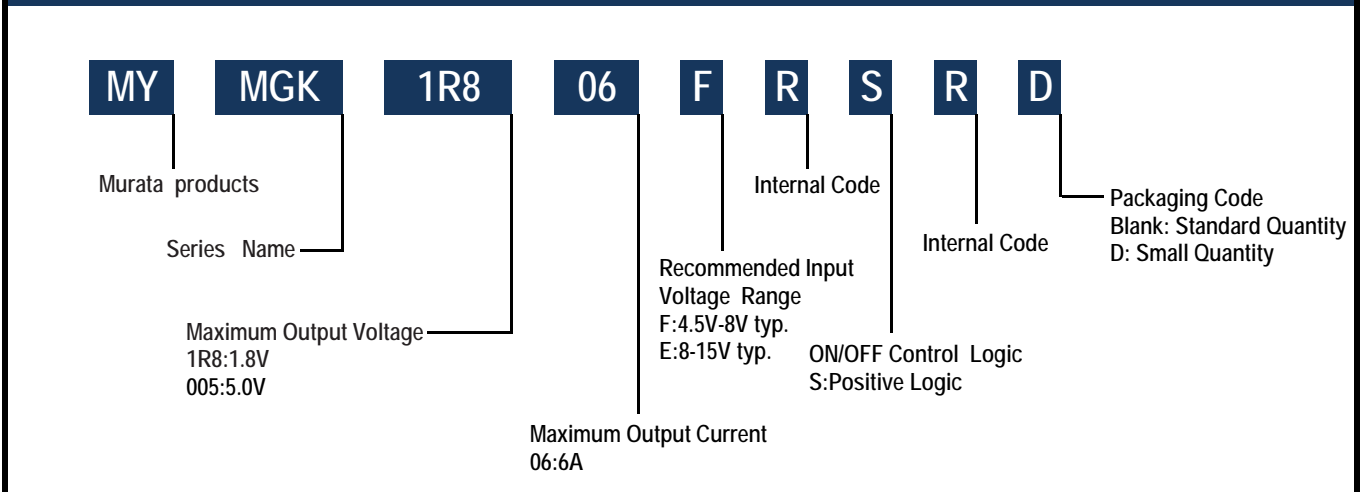 MY MGK 1R8 06 F R S R D
Murata products
Series Name
Maximum Output Voltage
1R8:1.8V
005:5.0V
Maximum Output Current
06:6A
Recommended Input
Voltage Range
F:4.5V-8V typ.
E:8-15V typ.
Internal Code
ON/OFF Control Logic
S:Positive Logic
Internal Code
Packaging Code
Blank: Standard Quantity
D: Small Quantity